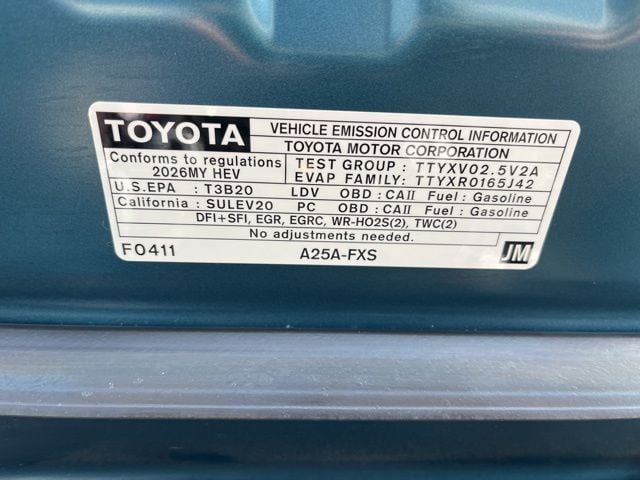 TOYOTA
VEHICLE EMISSION CONTROL INFORMATION
TOYOTA MOTOR CORPORATION
Conforms to regulations
2026MY HEV
TEST GROUP : TTYXV02.5V2A
EVAP FAMILY: TTYXR0165J42
U.S.EPA : T3B20 LDV OBD : CAII Fuel : Gasoline
California : SULEV20 PC OBD : CAII Fuel : Gasoline
DFI+SFI, EGR, EGRC, WR-HO2S(2), TWC(2)
No adjustments needed.
F0411 A25A-FXS JM